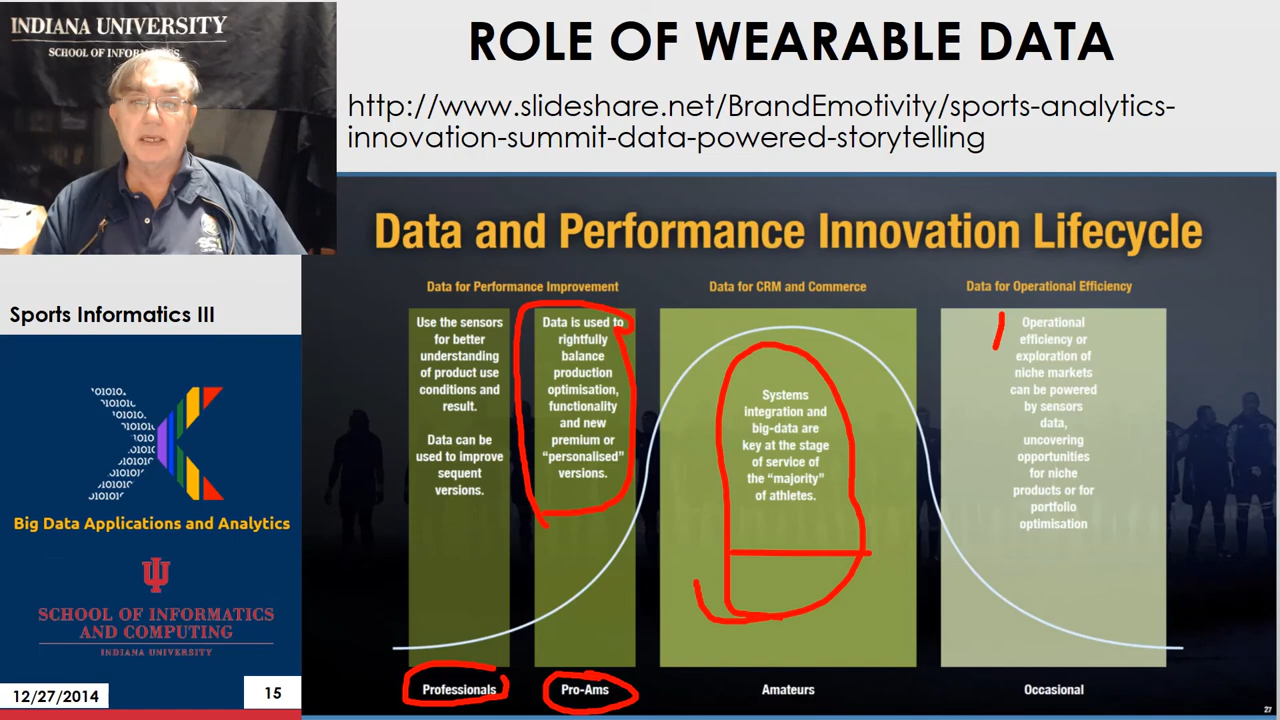 INDIANA UNIVERSITY
SCHOOL OF INFORMATICS
ROLE OF WEARABLE DATA
http://www.slideshare.net/BrandEmotivity/sports-analytics-
innovation-summit-data-powered-storytelling
Sports Informatics III
Big Data Applications and Analytics
SCHOOL OF INFORMATICS
AND COMPUTING
INDIANA UNIVERSITY
12/27/2014
15
Data and Performance Innovation Lifecycle
Data for Performance Improvement
Data for CRM and Commerce
Data for Operational Efficiency
Use the sensors
for better
understanding
of product use
conditions and
result.
Data can be
used to improve
sequent
versions.
Data is used to
rightfully
balance
production
optimisation,
functionality
and new
premium or
“personalised”
versions.
Systems
integration and
big-data are
key at the stage
of service of
the “majority”
of athletes.
Operational
efficiency or
exploration of
niche markets
can be powered
by sensors
data,
uncovering
opportunities
for niche
products or for
portfolio
optimisation
Professionals
Pro-Ams
Amateurs
Occasional
27